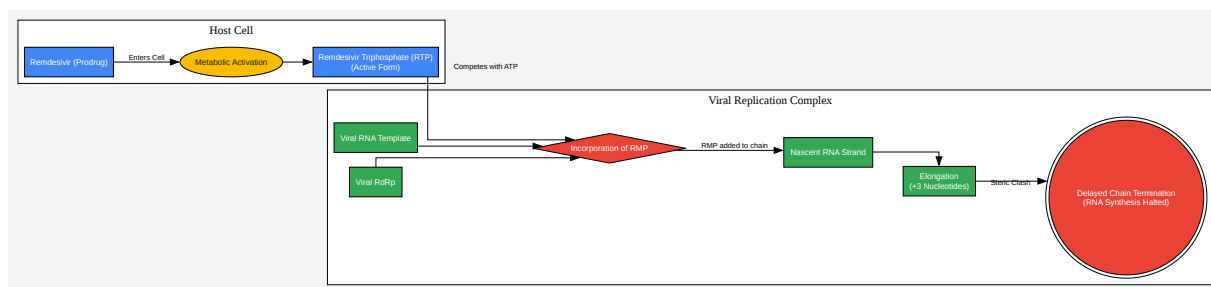 Host Cell
Remdesivir (Prodrug)
Enters Cell
Metabolic Activation
Remdesivir Triphosphate (RTP)
(Active Form)
Competes with ATP
Viral Replication Complex
Viral RNA Template
Viral RdRp
Incorporation of RMP
RMP added to chain
Nascent RNA Strand
Elongation
(+3 Nucleotides)
Steric Clash
Delayed Chain Termination
(RNA Synthesis Halted)